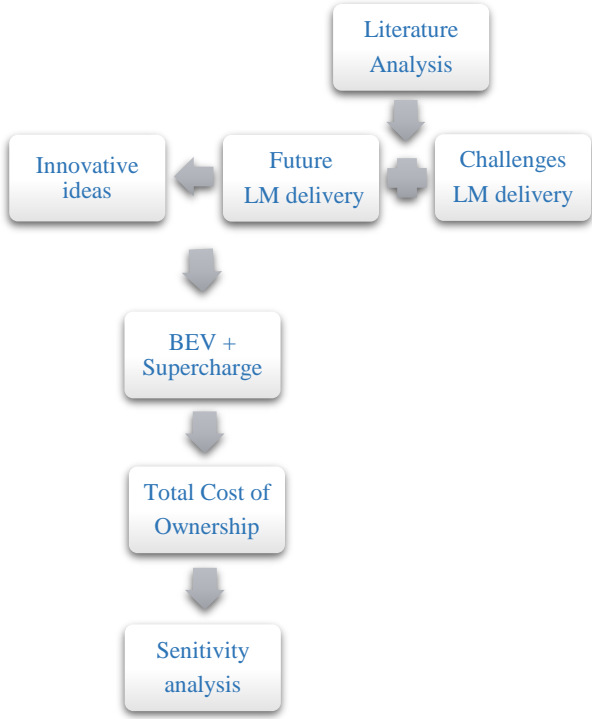 Literature
Analysis
Innovative
ideas
Future
LM delivery
Challenges
LM delivery
BEV +
Supercharge
Total Cost of
Ownership
Senitivity
analysis